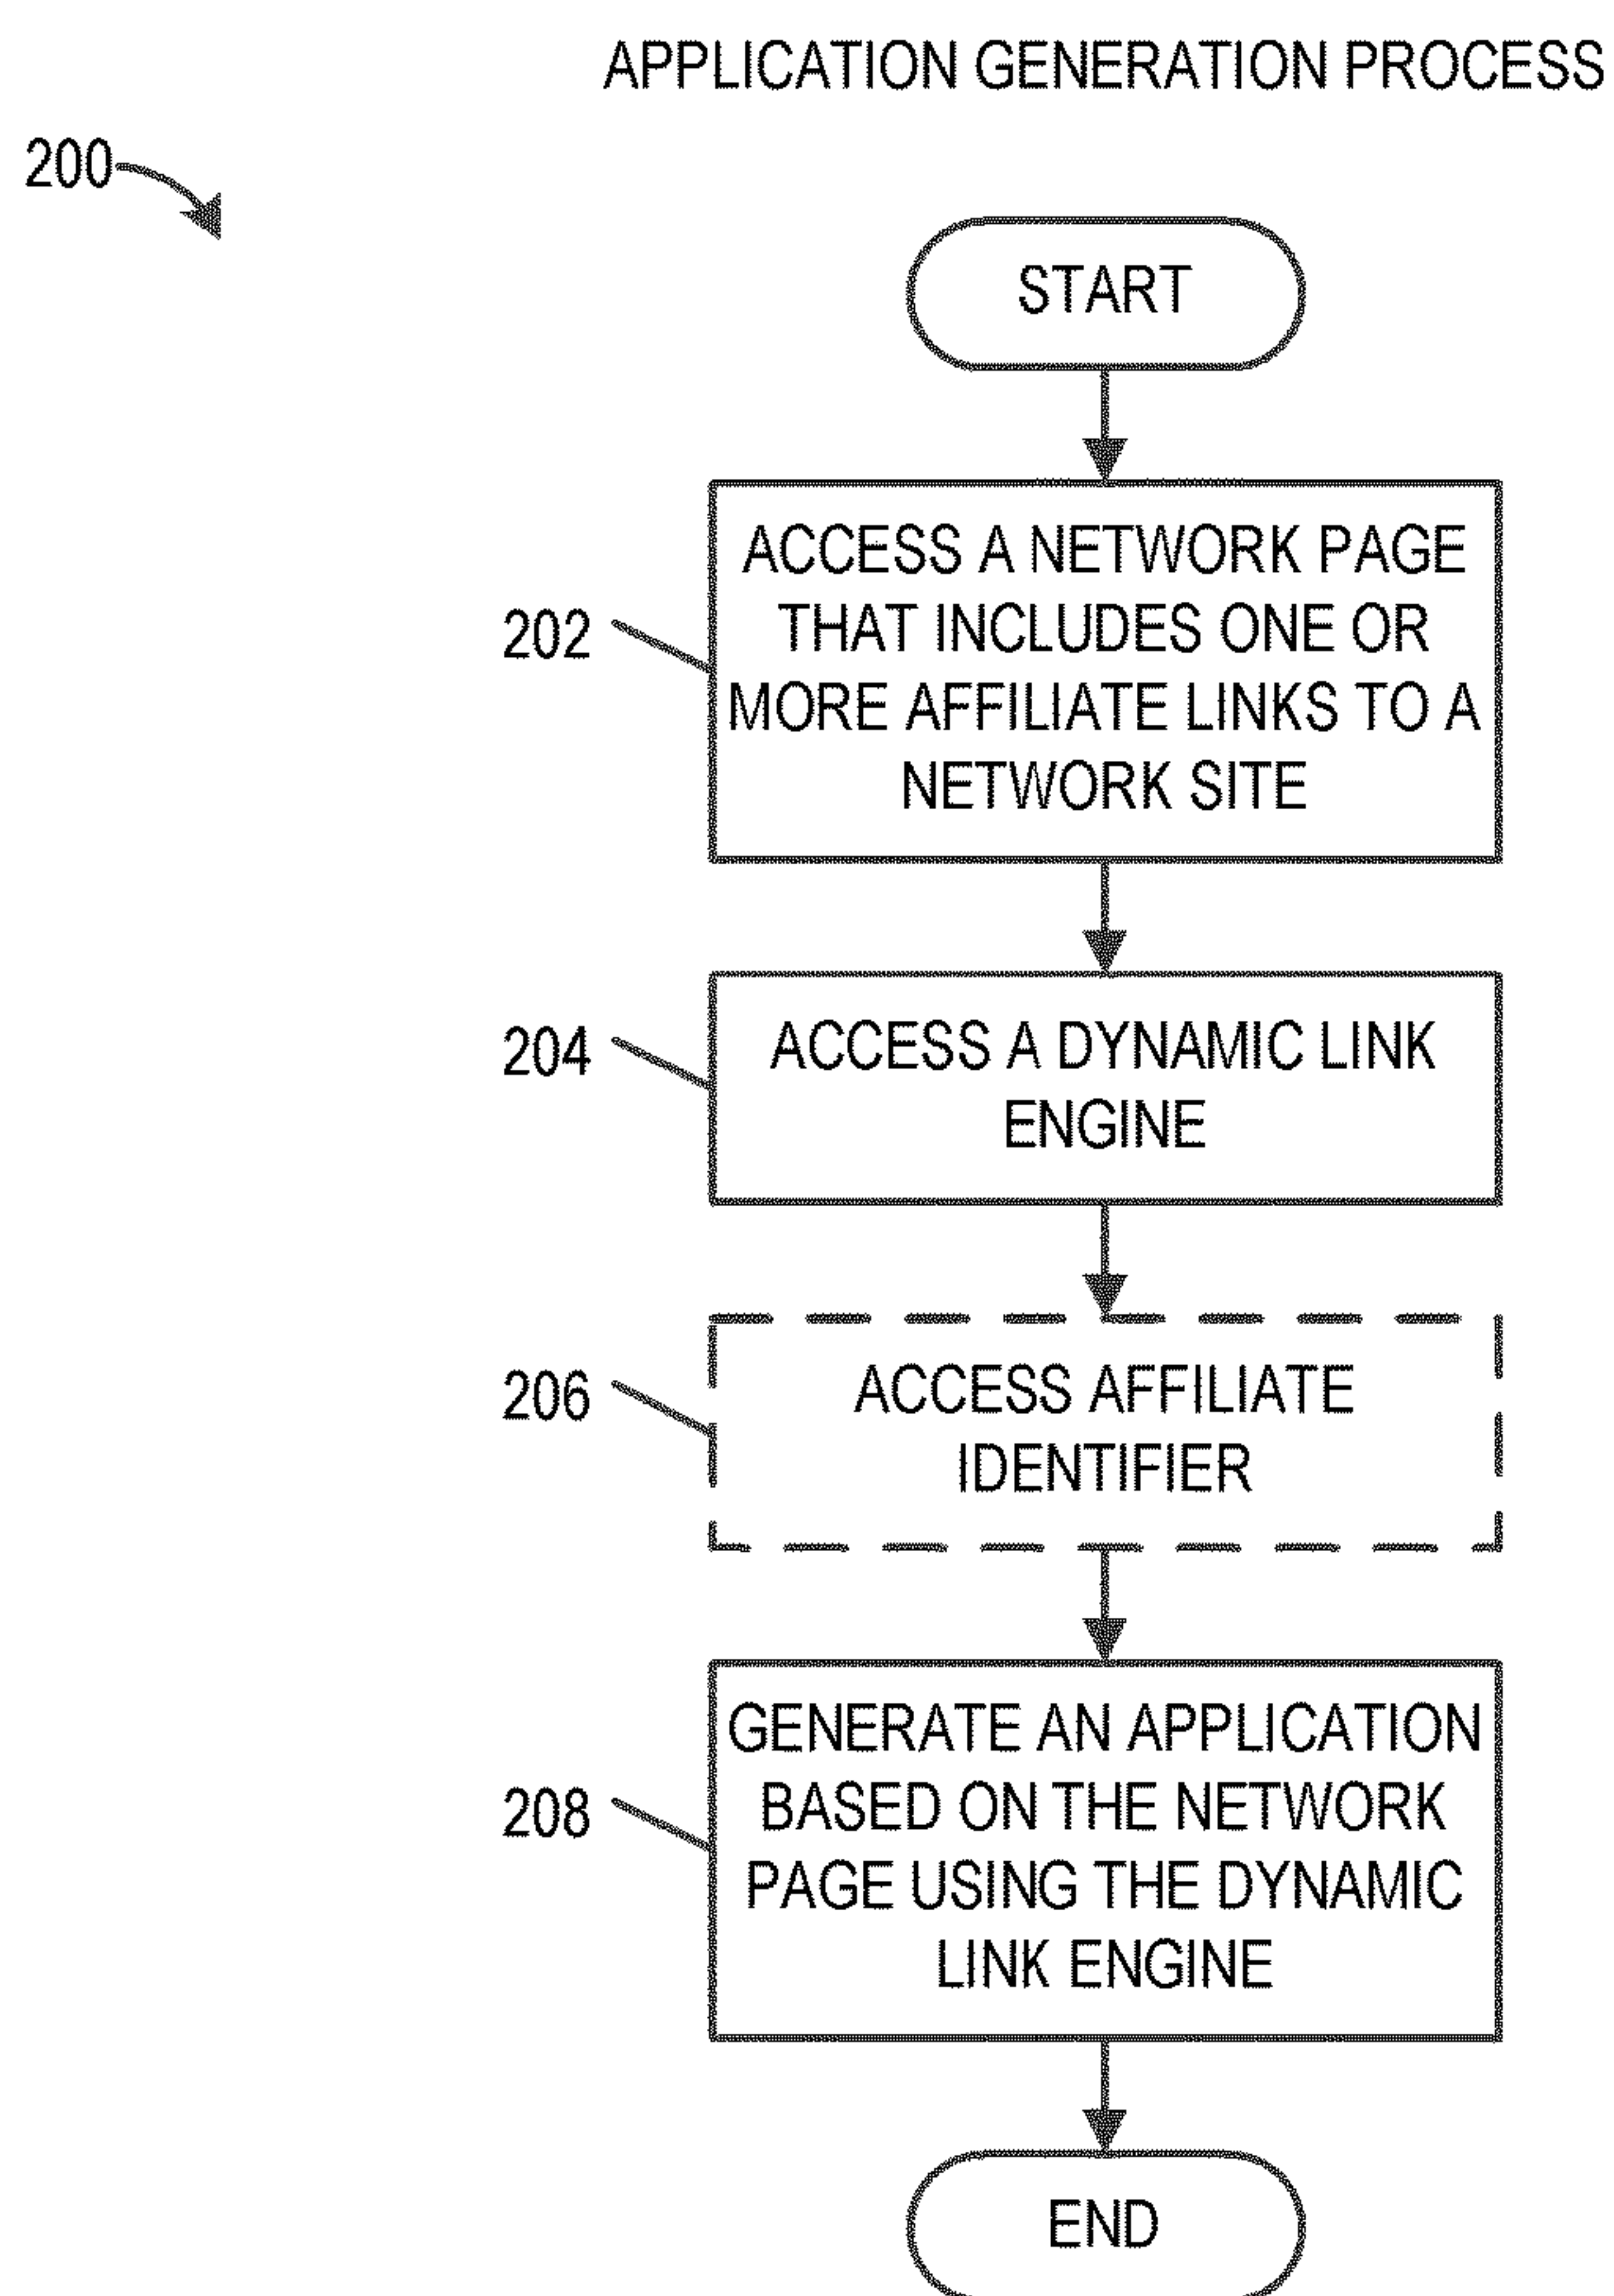 APPLICATION GENERATION PROCESS
200
START
202
ACCESS A NETWORK PAGE
THAT INCLUDES ONE OR
MORE AFFILIATE LINKS TO A
NETWORK SITE
204
ACCESS A DYNAMIC LINK
ENGINE
206
ACCESS AFFILIATE
IDENTIFIER
208
GENERATE AN APPLICATION
BASED ON THE NETWORK
PAGE USING THE DYNAMIC
LINK ENGINE
END